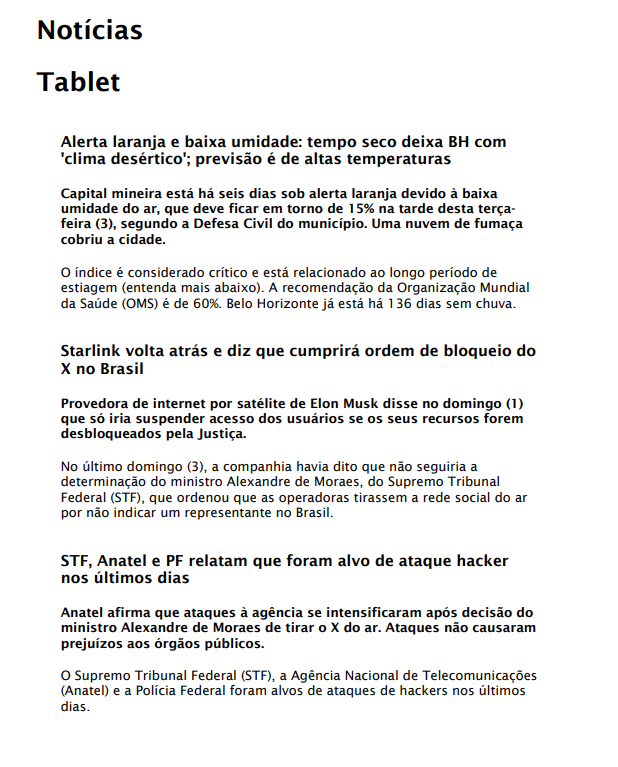 Notícias
Tablet
Alerta laranja e baixa umidade: tempo seco deixa BH com
'clima desértico'; previsão é de altas temperaturas
Capital mineira está há seis dias sob alerta laranja devido à baixa
umidade do ar, que deve ficar em torno de 15% na tarde desta terça-
feira (3), segundo a Defesa Civil do município. Uma nuvem de fumaça
cobriu a cidade.
O índice é considerado crítico e está relacionado ao longo período de
estiagem (entenda mais abaixo). A recomendação da Organização Mundial
da Saúde (OMS) é de 60%. Belo Horizonte já está há 136 dias sem chuva.
Starlink volta atrás e diz que cumprirá ordem de bloqueio do
X no Brasil
Provedora de internet por satélite de Elon Musk disse no domingo (1)
que só iria suspender acesso dos usuários se os seus recursos forem
desbloqueados pela Justiça.
No último domingo (3), a companhia havia dito que não seguiria a
determinação do ministro Alexandre de Moraes, do Supremo Tribunal
Federal (STF), que ordenou que as operadoras tirassem a rede social do ar
por não indicar um representante no Brasil.
STF, Anatel e PF relatam que foram alvo de ataque hacker
nos últimos dias
Anatel afirma que ataques à agência se intensificaram após decisão do
ministro Alexandre de Moraes de tirar o X do ar. Ataques não causaram
prejuízos aos órgãos públicos.
O Supremo Tribunal Federal (STF), a Agência Nacional de Telecomunicações
(Anatel) e a Polícia Federal foram alvos de ataques de hackers nos últimos
dias.